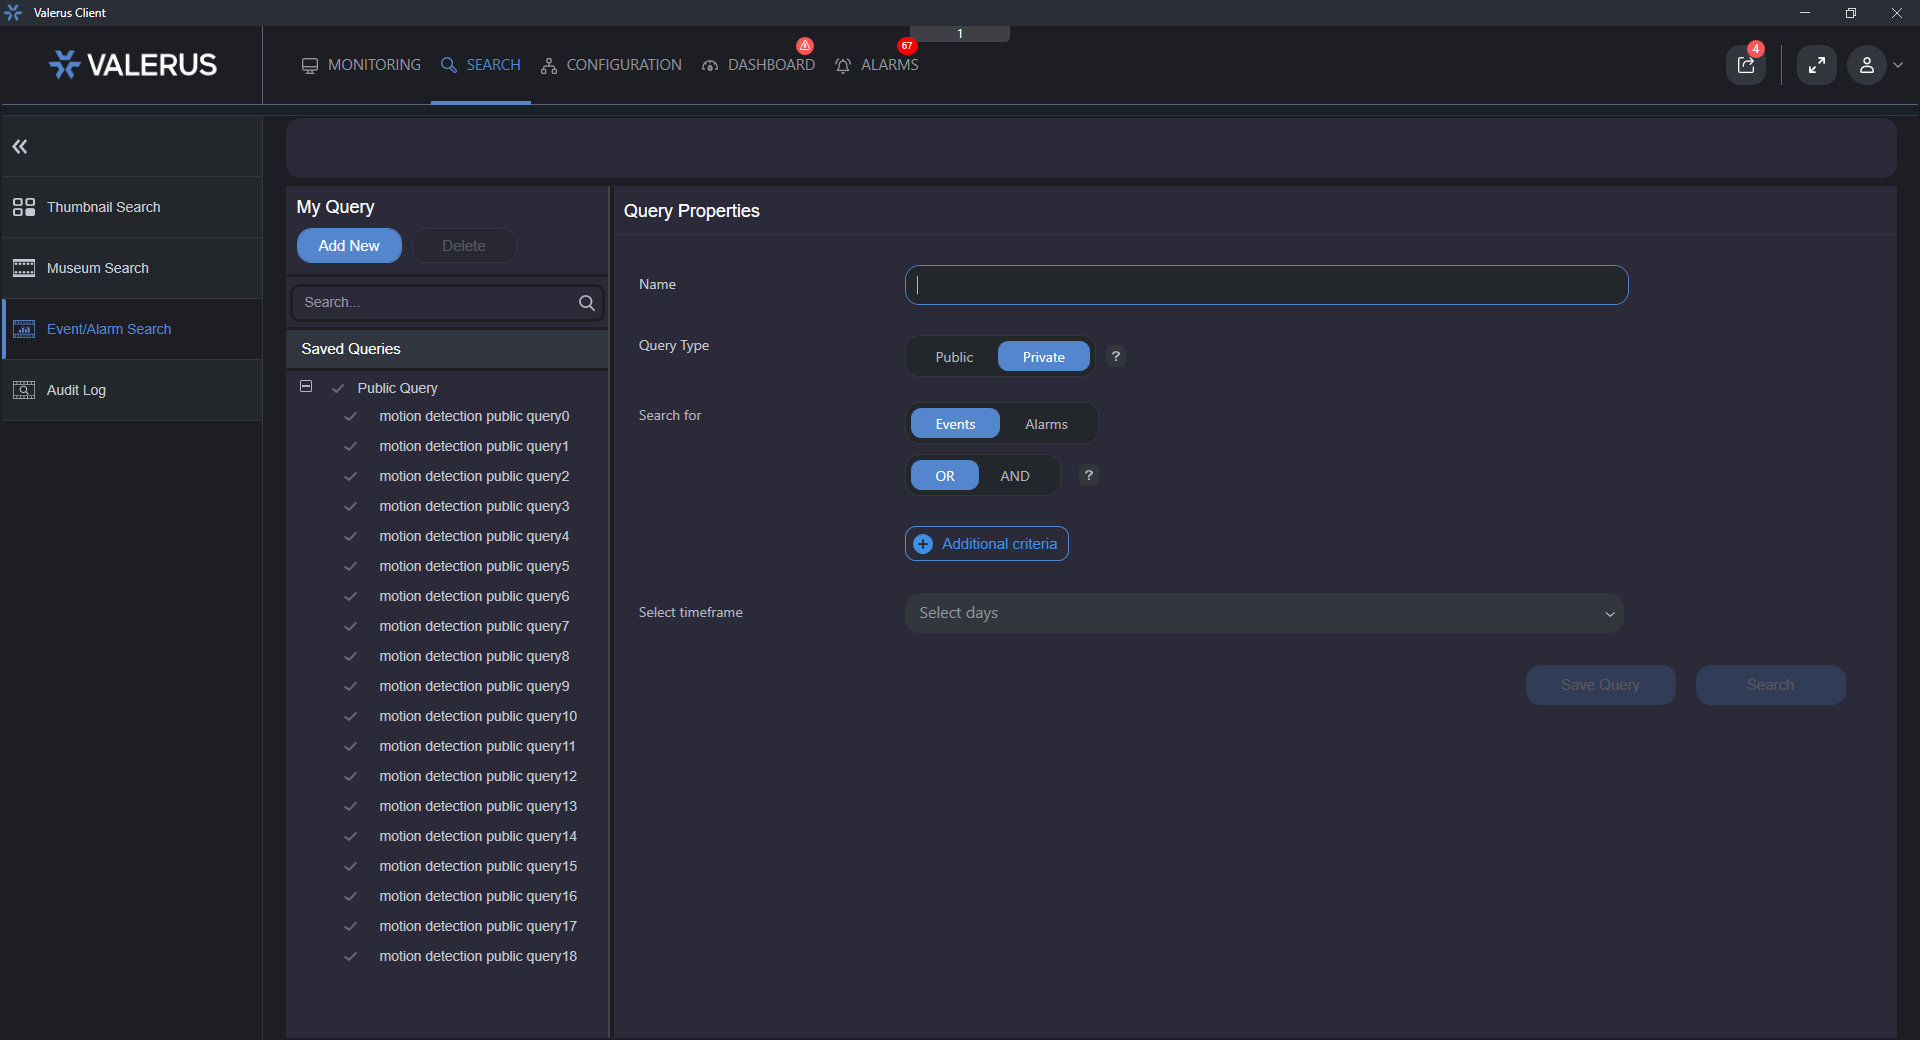 Valerus Client
1
VALERUS
MONITORING
SEARCH
CONFIGURATION
DASHBOARD
67
ALARMS
4
Thumbnail Search
Museum Search
Event/Alarm Search
Audit Log
My Query
Add New
Delete
Search...
Saved Queries
Public Query
motion detection public query0
motion detection public query1
motion detection public query2
motion detection public query3
motion detection public query4
motion detection public query5
motion detection public query6
motion detection public query7
motion detection public query8
motion detection public query9
motion detection public query10
motion detection public query11
motion detection public query12
motion detection public query13
motion detection public query14
motion detection public query15
motion detection public query16
motion detection public query17
motion detection public query18
Query Properties
Name
Query Type
Public
Private
?
Search for
Events
Alarms
OR
AND
?
Additional criteria
Select timeframe
Select days
Save Query
Search